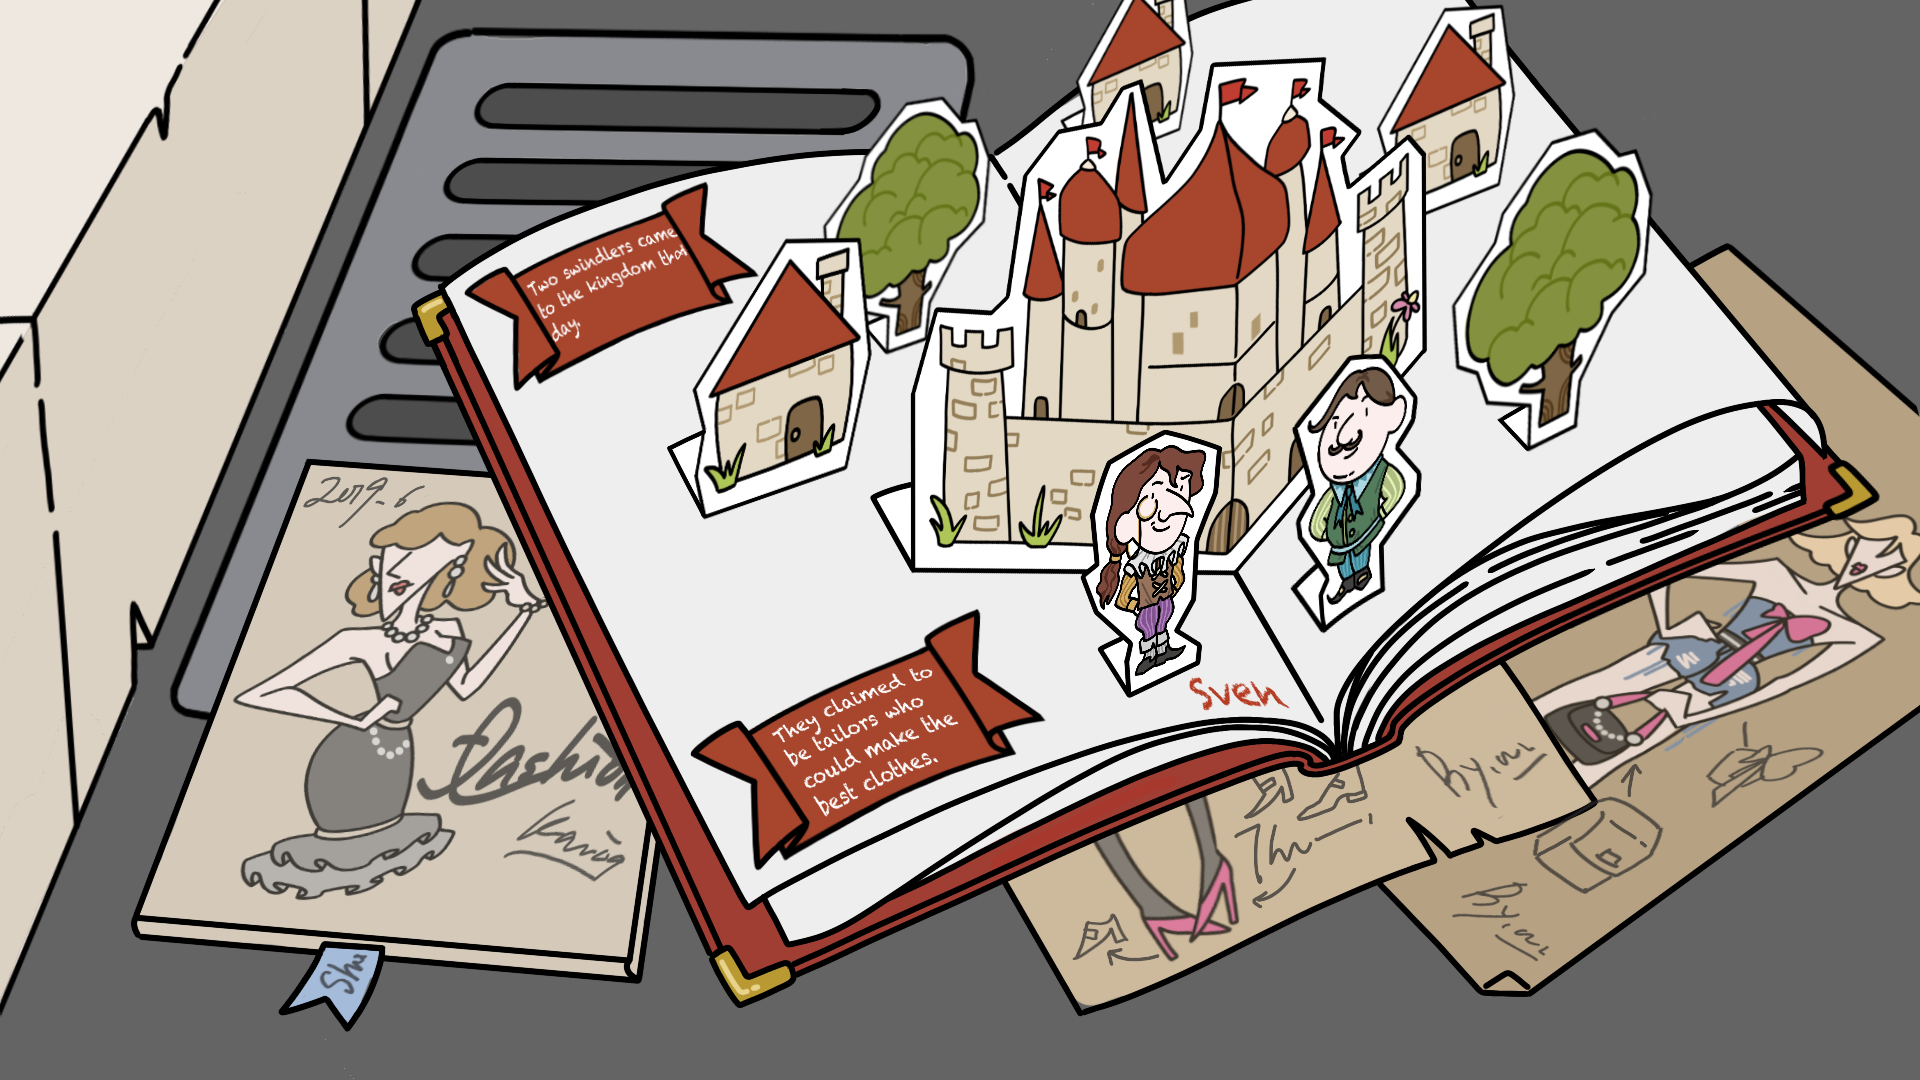 Two swindlers came
to the kingdom that
day.
2019.6
They claimed to
be tailors who
could make the
best clothes.
Sven
Fashion